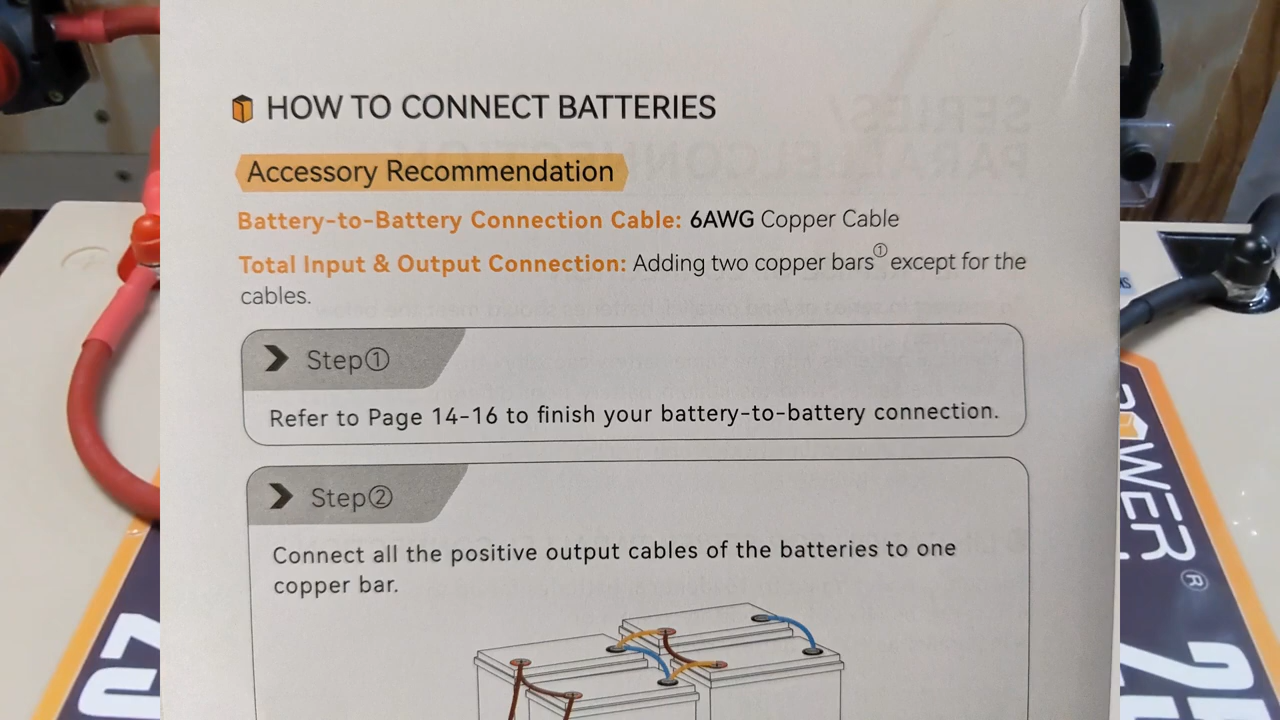 HOW TO CONNECT BATTERIES
Accessory Recommendation
Battery-to-Battery Connection Cable: 6AWG Copper Cable
Total Input & Output Connection: Adding two copper bars① except for the
cables.
Step①
Refer to Page 14-16 to finish your battery-to-battery connection.
Step②
Connect all the positive output cables of the batteries to one
copper bar.
POWER
®